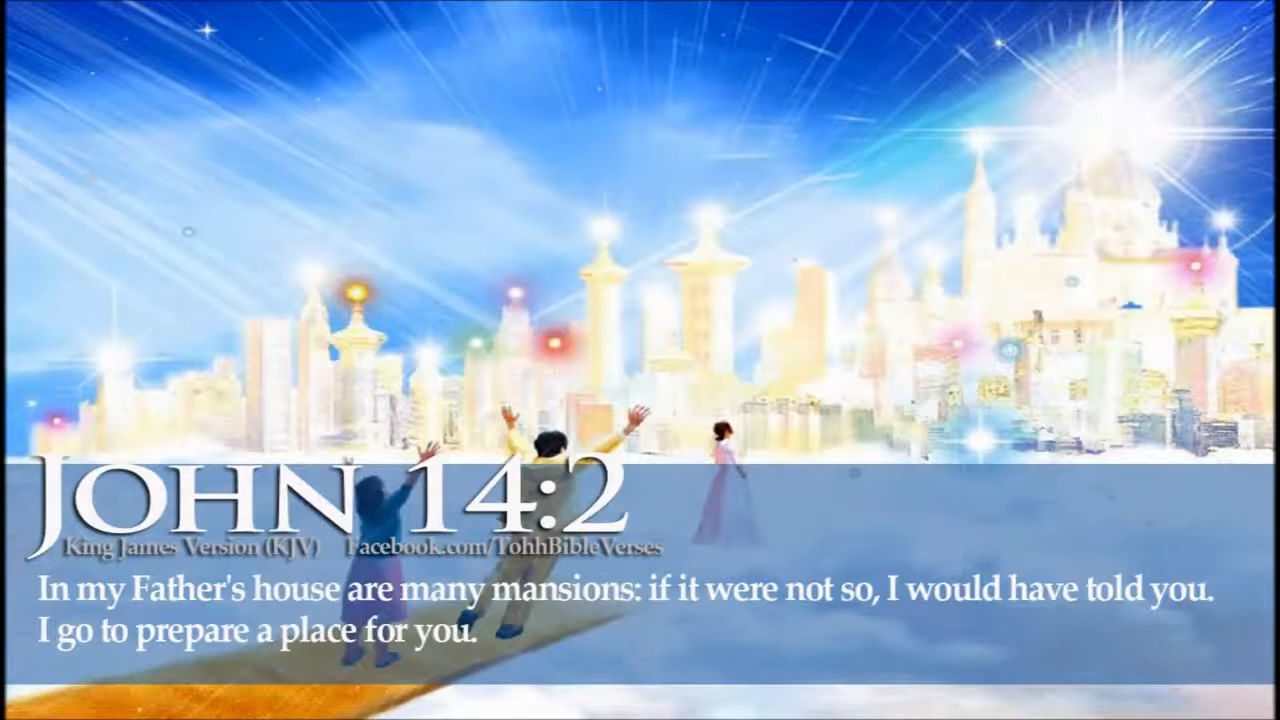 JOHN 14:2
King James Version (KJV) Facebook.com/TohhBibleVerses
In my Father's house are many mansions: if it were not so, I would have told you.
I go to prepare a place for you.